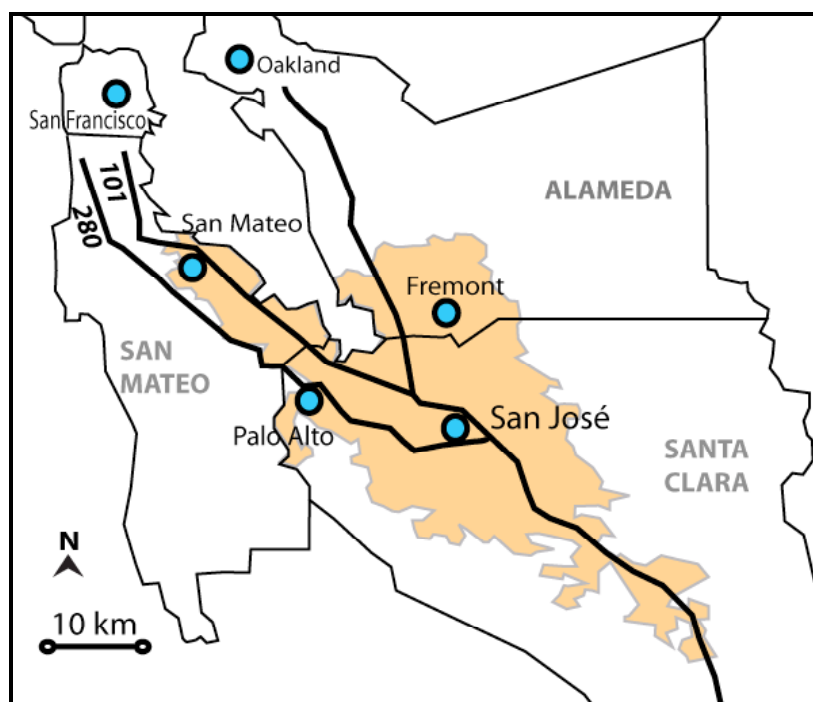 Oakland
San Francisco
101
280
San Mateo
ALAMEDA
Fremont
SAN
MATEO
Palo Alto
San José
SANTA
CLARA
N
10 km